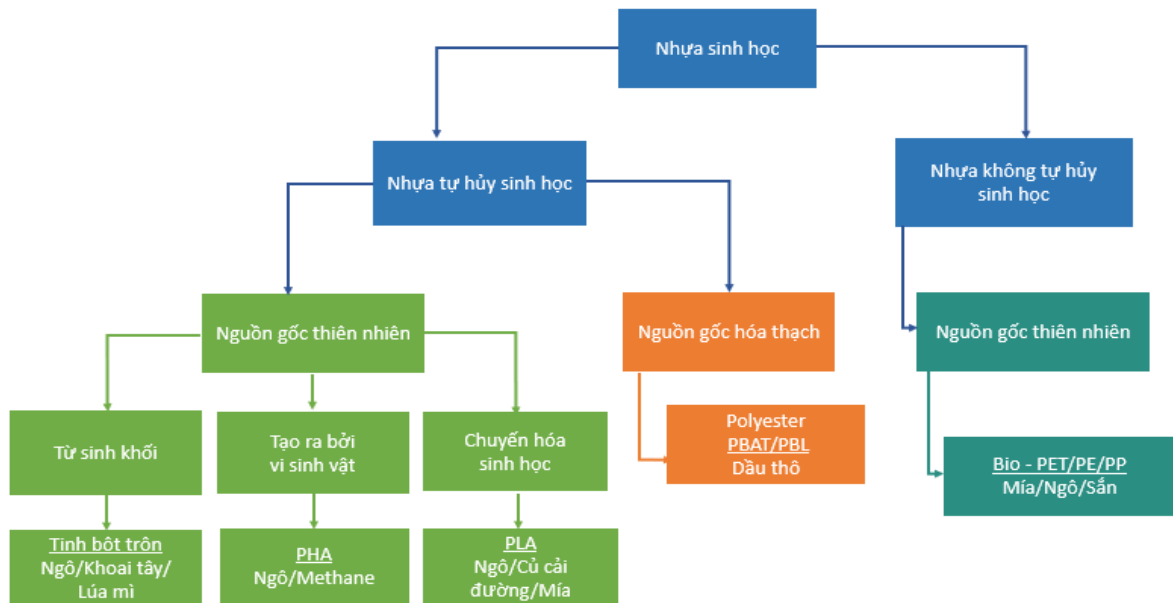 Nhựa sinh học
Nhựa tự hủy sinh học
Nhựa không tự hủy
sinh học
Nguồn gốc thiên nhiên
Nguồn gốc hóa thạch
Nguồn gốc thiên nhiên
Từ sinh khối
Tạo ra bởi
vi sinh vật
Chuyến hóa
sinh học
Polyester
PBAT/PBL
Dầu thô
Bio - PET/PE/PP
Mía/Ngô/Sắn
Tinh bôt trôn
Ngô/Khoai tây/
Lúa mì
PHA
Ngô/Methane
PLA
Ngô/Củ cải
đường/Mía